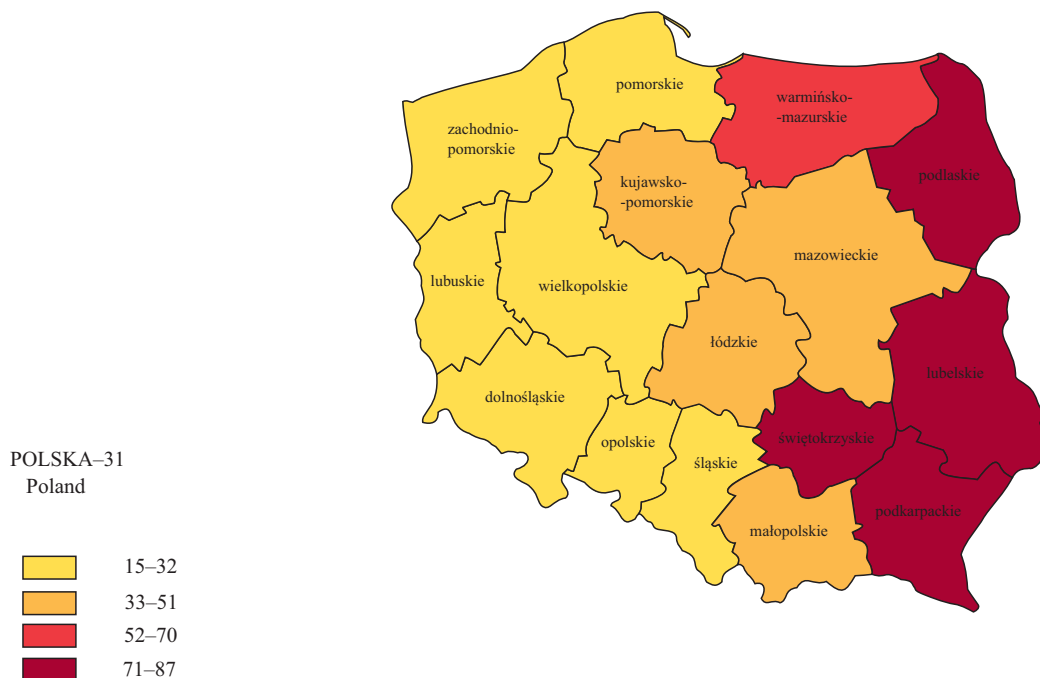 pomorskie
warmińsko-
-mazurskie
zachodnio-
pomorskie
podlaskie
kujawsko-
-pomorskie
mazowieckie
lubuskie
wielkopolskie
łódzkie
lubelskie
dolnośląskie
opolskie
świętokrzyskie
śląskie
podkarpackie
małopolskie
POLSKA–31
Poland
15–32
33–51
52–70
71–87